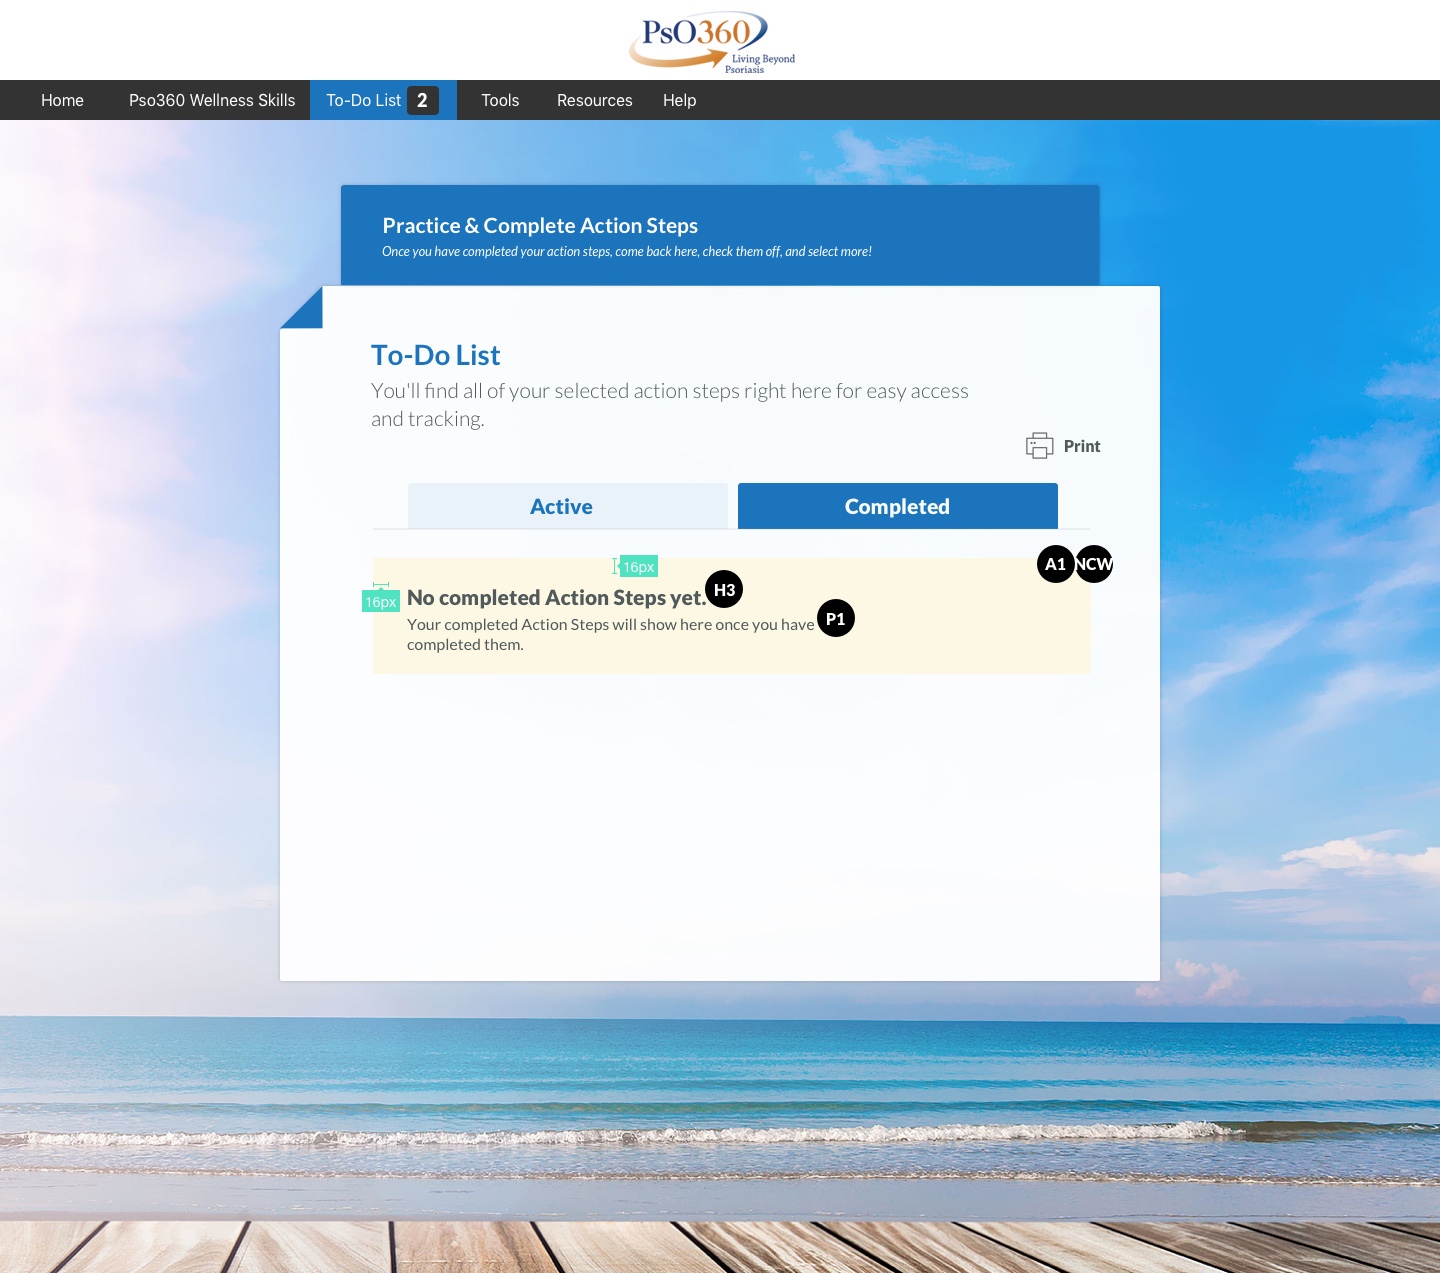 PsO360
Living Beyond
Psoriasis
Home Pso360 Wellness Skills To-Do List 2 Tools Resources Help
Practice & Complete Action Steps
Once you have completed your action steps, come back here, check them off, and select more!
To-Do List
You'll find all of your selected action steps right here for easy access
and tracking.
Print
Active Completed
16px
A1 NCW
16px
No completed Action Steps yet. H3
Your completed Action Steps will show here once you have P1
completed them.